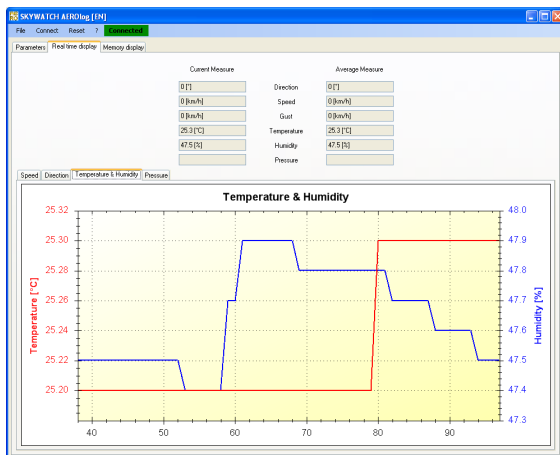 SKYWATCH AEROlog [EN]
File Connect Reset ? Connected
Parameters Real time display Memory display
Current Measure Average Measure
0 [°] Direction 0 [°]
0 [km/h] Speed 0 [km/h]
0 [km/h] Gust 0 [km/h]
25.3 [°C] Temperature 25.3 [°C]
47.5 [%] Humidity 47.5 [%]
Pressure
Speed Direction Temperature & Humidity Pressure
Temperature & Humidity
25.32 48.0
25.30 47.9
25.28 47.8
47.7
25.26
Temperature [°C] Humidity [%]
47.6
25.24
25.22 47.5
25.20 47.4
47.3
40 50 60 70 80 90